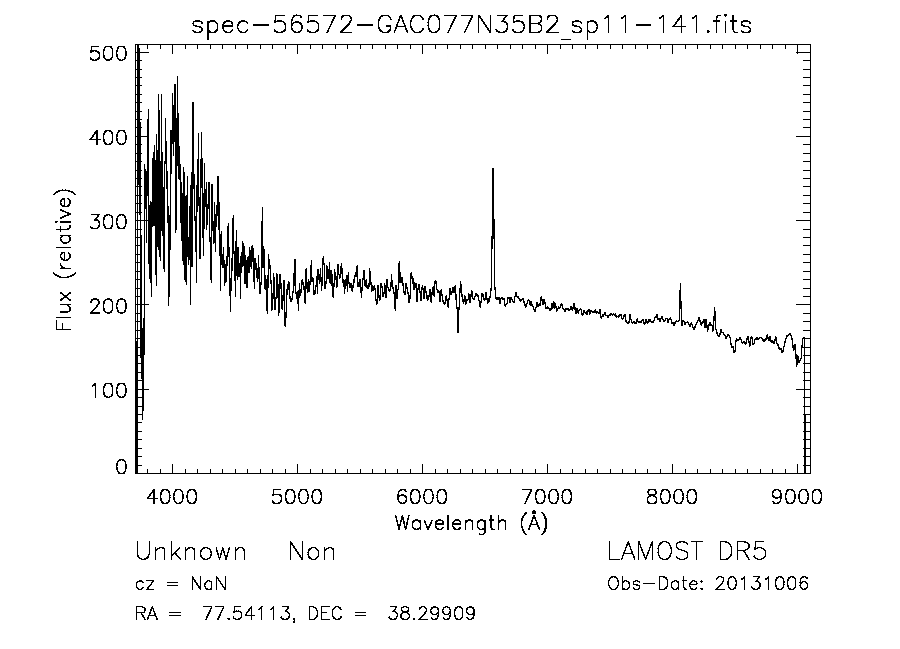 spec-56572-GAC077N35B2_sp11-141.fits
500
400
300
200
100
0
Flux (relative)
4000 5000 6000 7000 8000 9000
Wavelength (Å)
Unknown Non LAMOST DR5
cz = NaN Obs-Date: 20131006
RA = 77.54113, DEC = 38.29909